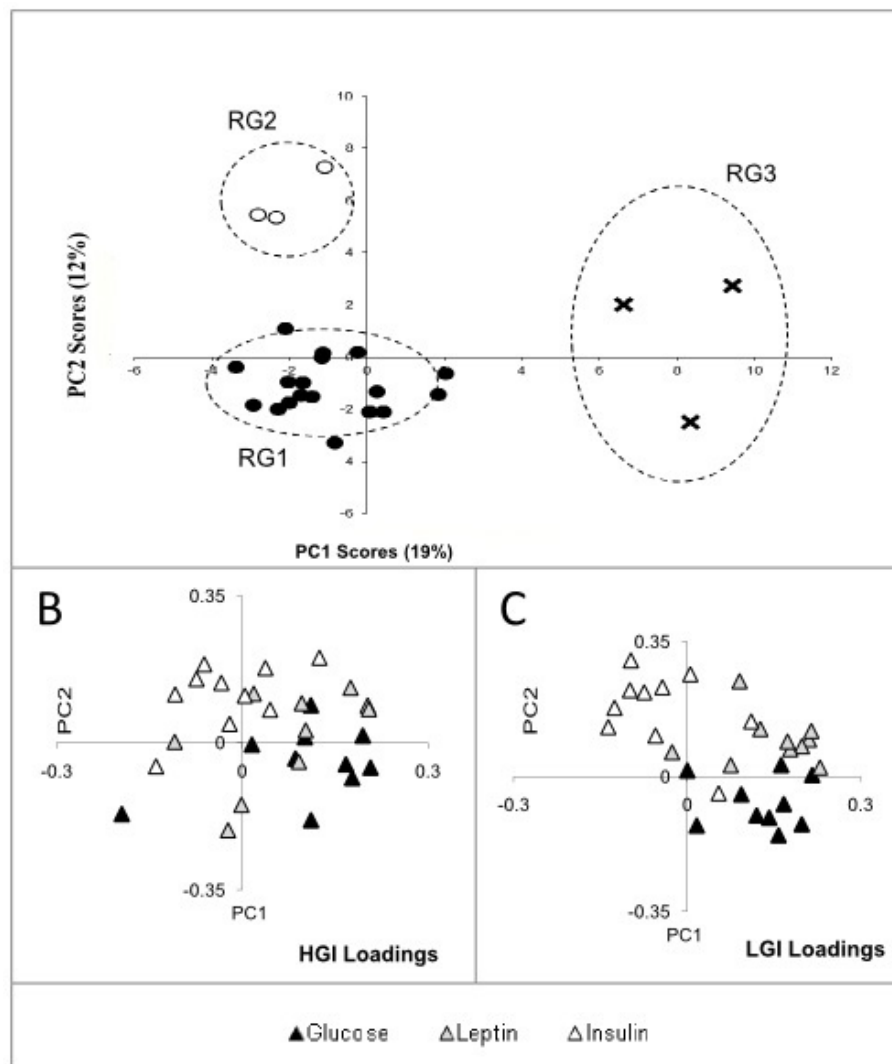 10
RG2
8
RG3
6
4
2
0
-6
-4
-2
0
2
4
6
8
10
12
-2
-4
RG1
-6
PC2 Scores (12%)
PC1 Scores (19%)
B
0.35
PC2
-0.3
0
0.3
-0.35
PC1
HGI Loadings
C
0.35
PC2
-0.3
0
0.3
-0.35
PC1
LGI Loadings
Glucose Leptin Insulin